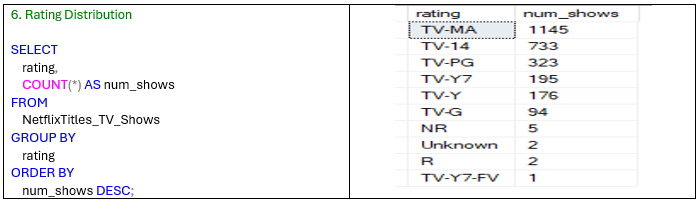 6. Rating Distribution
SELECT
rating,
COUNT(*) AS num_shows
FROM
NetflixTitles_TV_Shows
GROUP BY
rating
ORDER BY
num_shows DESC;
rating num_shows
TV-MA 1145
TV-14 733
TV-PG 323
TV-Y7 195
TV-Y 176
TV-G 94
NR 5
Unknown 2
R 2
TV-Y7-FV 1